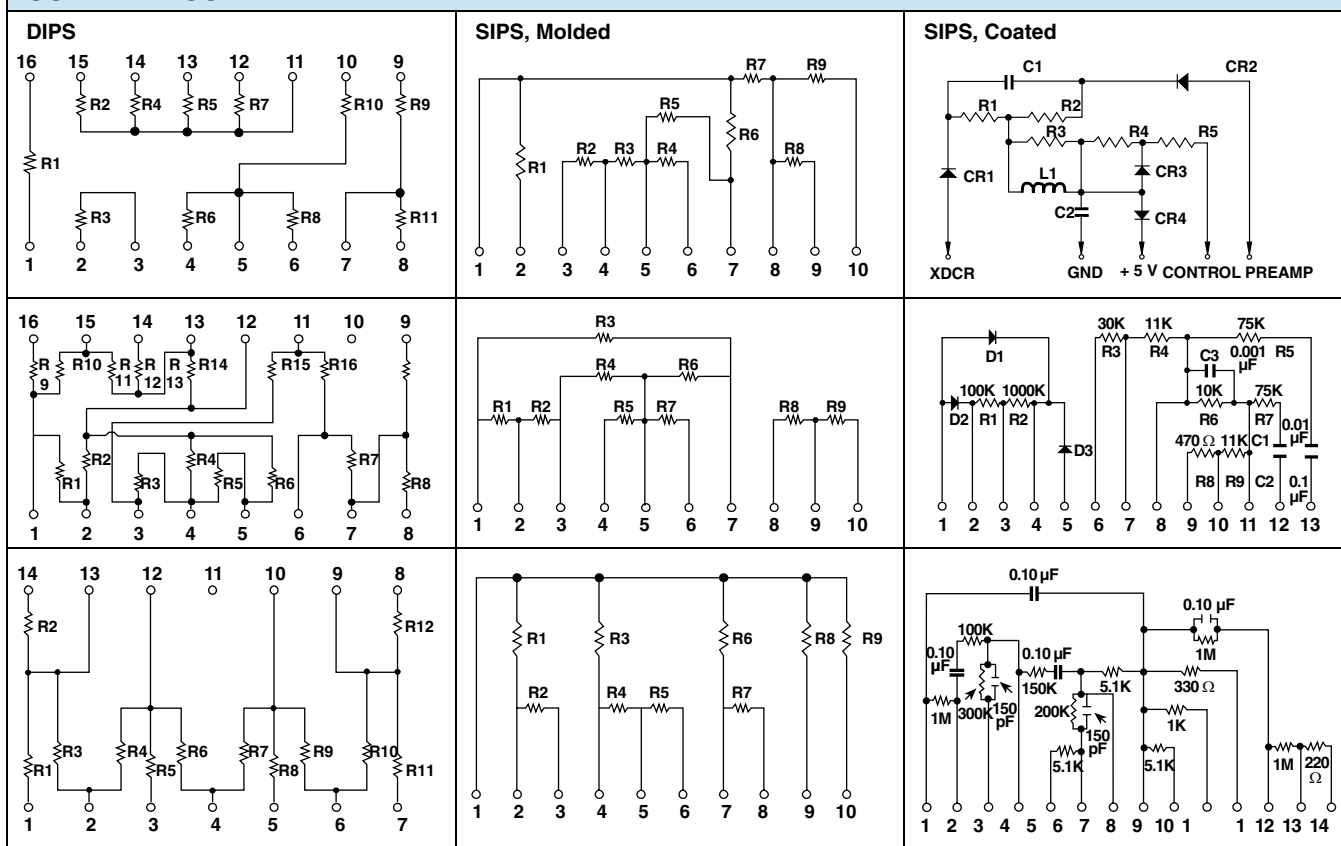 DIPS
16 15 14 13 12 11 10 9
R2 R4 R5 R7 R10 R9
R1
R3 R6 R8 R11
1 2 3 4 5 6 7 8
SIPS, Molded
R7 R9
R5
R6
R1 R2 R3 R4 R8
1 2 3 4 5 6 7 8 9 10
SIPS, Coated
C1 CR2
R1 R2
R3 R4 R5
CR1 L1 CR3
C2 CR4
XDCR GND + 5 V CONTROL PREAMP
16 15 14 13 12 11 10 9
R 9 R10 R 11 R 12 R 13 R14 R15 R16
R2 R4 R7
R1 R3 R5 R6 R8
1 2 3 4 5 6 7 8
R3
R4 R6
R1 R2 R5 R7 R8 R9
1 2 3 4 5 6 7 8 9 10
30K 11K 75K
D1 R3 R4 0.001 µF R5
C3
100K 1000K 10K 75K
D2 R1 R2 R6 R7
D3 470 Ω 11K C1 0.01 µF
R8 R9 C2 0.1 µF
1 2 3 4 5 6 7 8 9 10 11 12 13
14 13 12 11 10 9 8
R2 R12
R1 R3 R4 R5 R6 R7 R8 R9 R10 R11
1 2 3 4 5 6 7
R1 R3 R6 R8 R9
R2 R4 R5 R7
1 2 3 4 5 6 7 8 9 10
0.10 µF
0.10 µF
100K
0.10 µF 0.10 µF 1M
150K 5.1K 330 Ω
1M 300K 150 pF 200K 1K
150 pF
5.1K 5.1K 1M 220 Ω
1 2 3 4 5 6 7 8 9 10 1 1 12 13 14